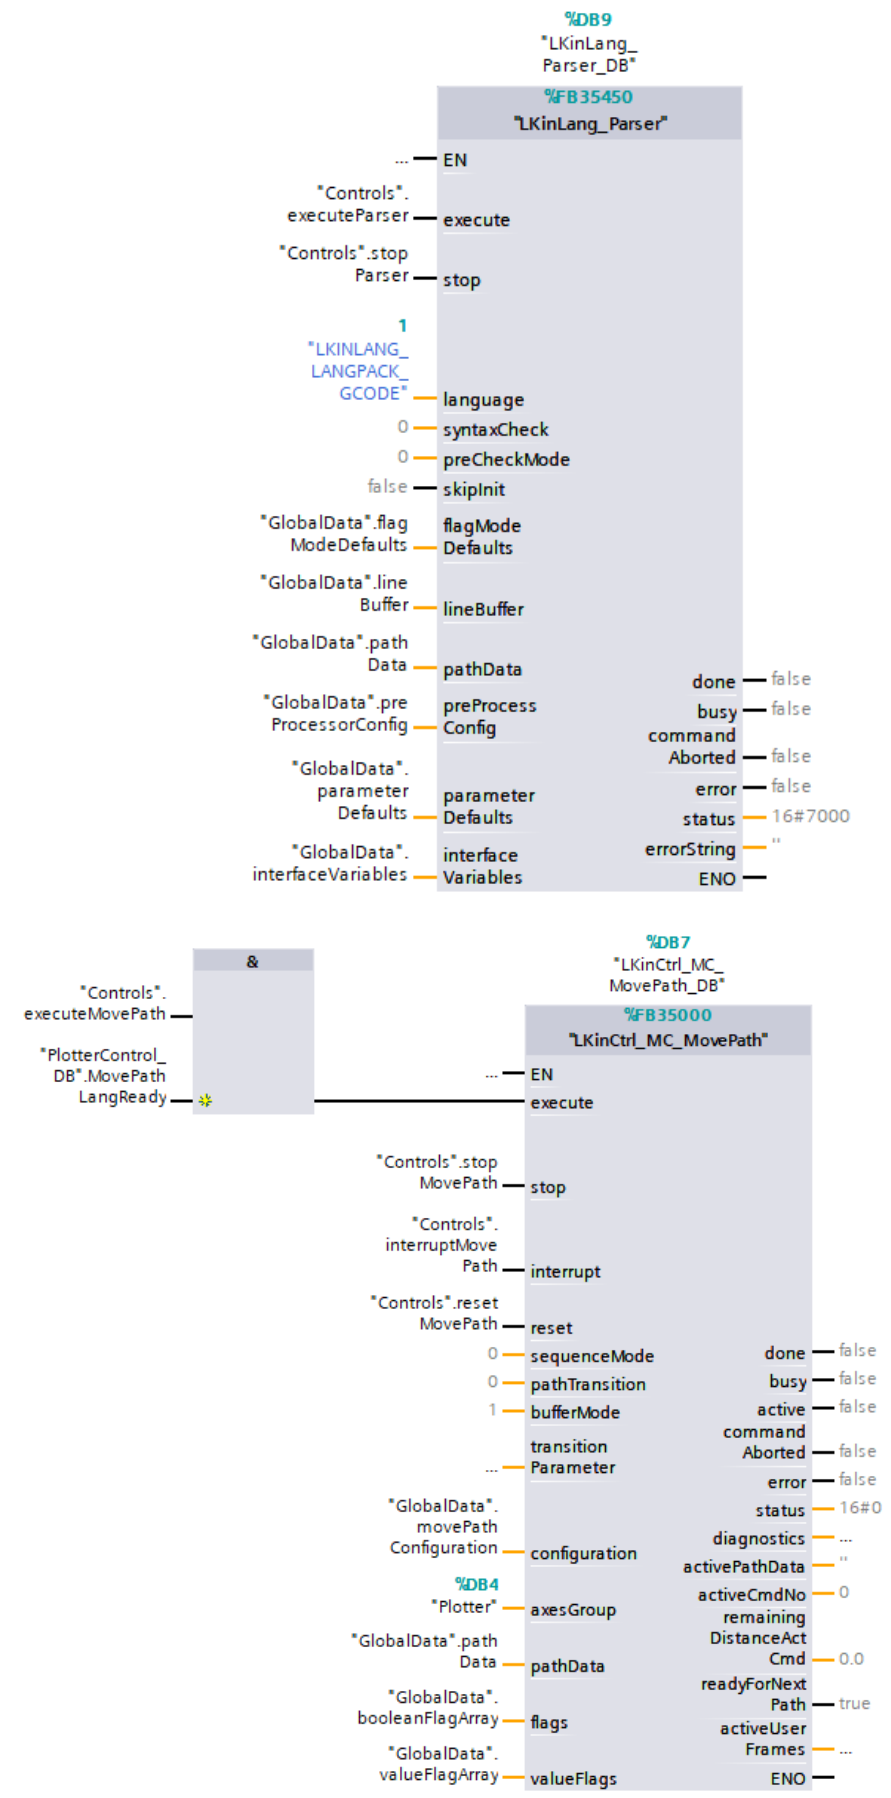 %DB9
"LKinLang_
Parser_DB"
%FB35450
"LKinLang_Parser"
... EN
"Controls".
executeParser execute
"Controls".stop
Parser stop
1
"LKINLANG_
LANGPACK_
GCODE" language
0 syntaxCheck
0 preCheckMode
false skipInit
"GlobalData".flag flagMode
ModeDefaults Defaults
"GlobalData".line
Buffer lineBuffer
"GlobalData".path
Data pathData
done false
"GlobalData".pre preProcess
ProcessorConfig Config
busy false
command
Aborted false
"GlobalData".
parameter parameter
Defaults Defaults
error false
status 16#7000
"GlobalData". interface
interfaceVariables Variables
errorString ''
ENO
&
"Controls".
executeMovePath
"PlotterControl_
DB".MovePath
LangReady
%DB7
"LKinCtrl_MC_
MovePath_DB"
%FB35000
"LKinCtrl_MC_MovePath"
... EN
execute
"Controls".stop
MovePath stop
"Controls".
interruptMove
Path interrupt
"Controls".reset
MovePath reset
0 sequenceMode done false
0 pathTransition busy false
1 bufferMode active false
transition command
... Parameter Aborted false
error false
"GlobalData". status 16#0
movePath diagnostics ...
Configuration configuration
activePathData ''
%DB4
"Plotter" axesGroup
activeCmdNo 0
remaining
DistanceAct
Cmd 0.0
"GlobalData".path
Data pathData
readyForNext
Path true
"GlobalData".
booleanFlagArray flags
activeUser
Frames ...
"GlobalData".
valueFlagArray valueFlags ENO